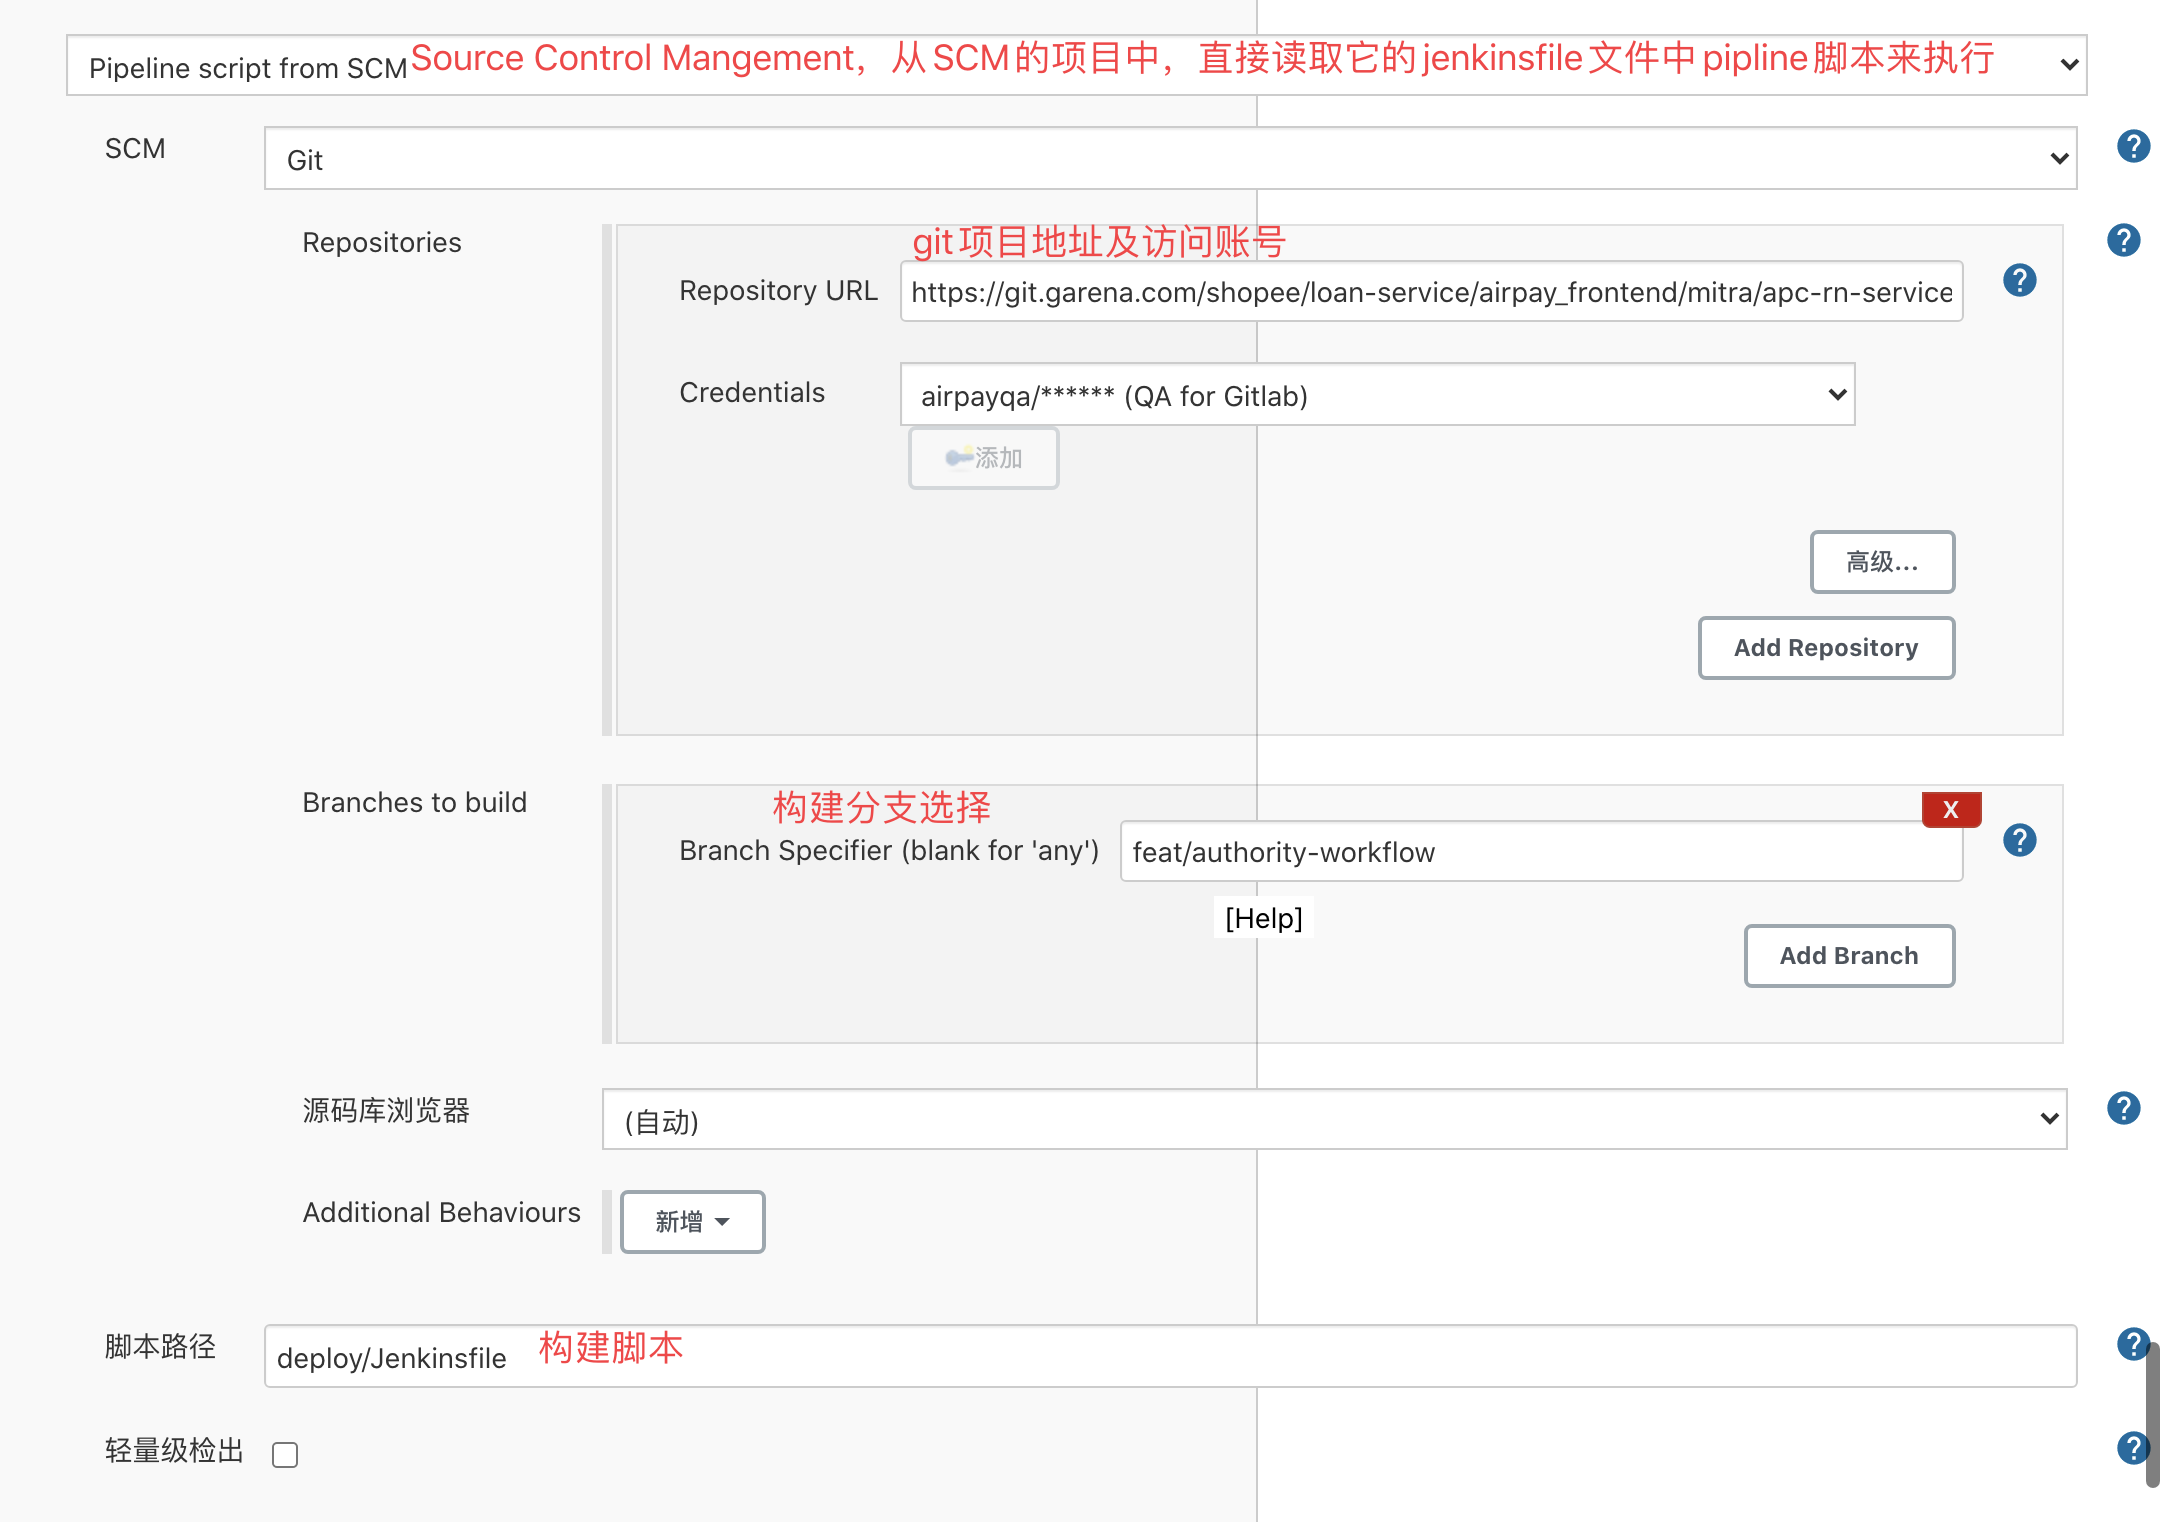 Pipeline script from SCM Source Control Mangement，从SCM的项目中，直接读取它的jenkinsfile文件中pipline脚本来执行
SCM
Git
?
Repositories
?
git项目地址及访问账号
Repository URL
https://git.garena.com/shopee/loan-service/airpay_frontend/mitra/apc-rn-service
?
Credentials
airpayqa/****** (QA for Gitlab)
添加
高级...
Add Repository
Branches to build
构建分支选择
X
Branch Specifier (blank for 'any')
feat/authority-workflow
?
[Help]
Add Branch
源码库浏览器
(自动)
?
Additional Behaviours
新增
脚本路径
deploy/Jenkinsfile 构建脚本
?
轻量级检出
?